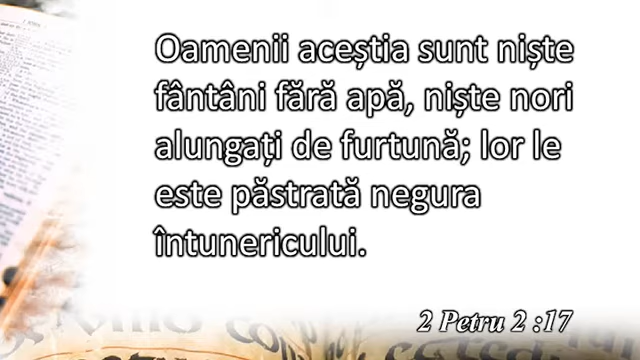 Oamenii aceștia sunt niște
fântâni fără apă, niște nori
alungați de furtună; lor le
este păstrată negura
întunericului.
2 Petru 2 :17